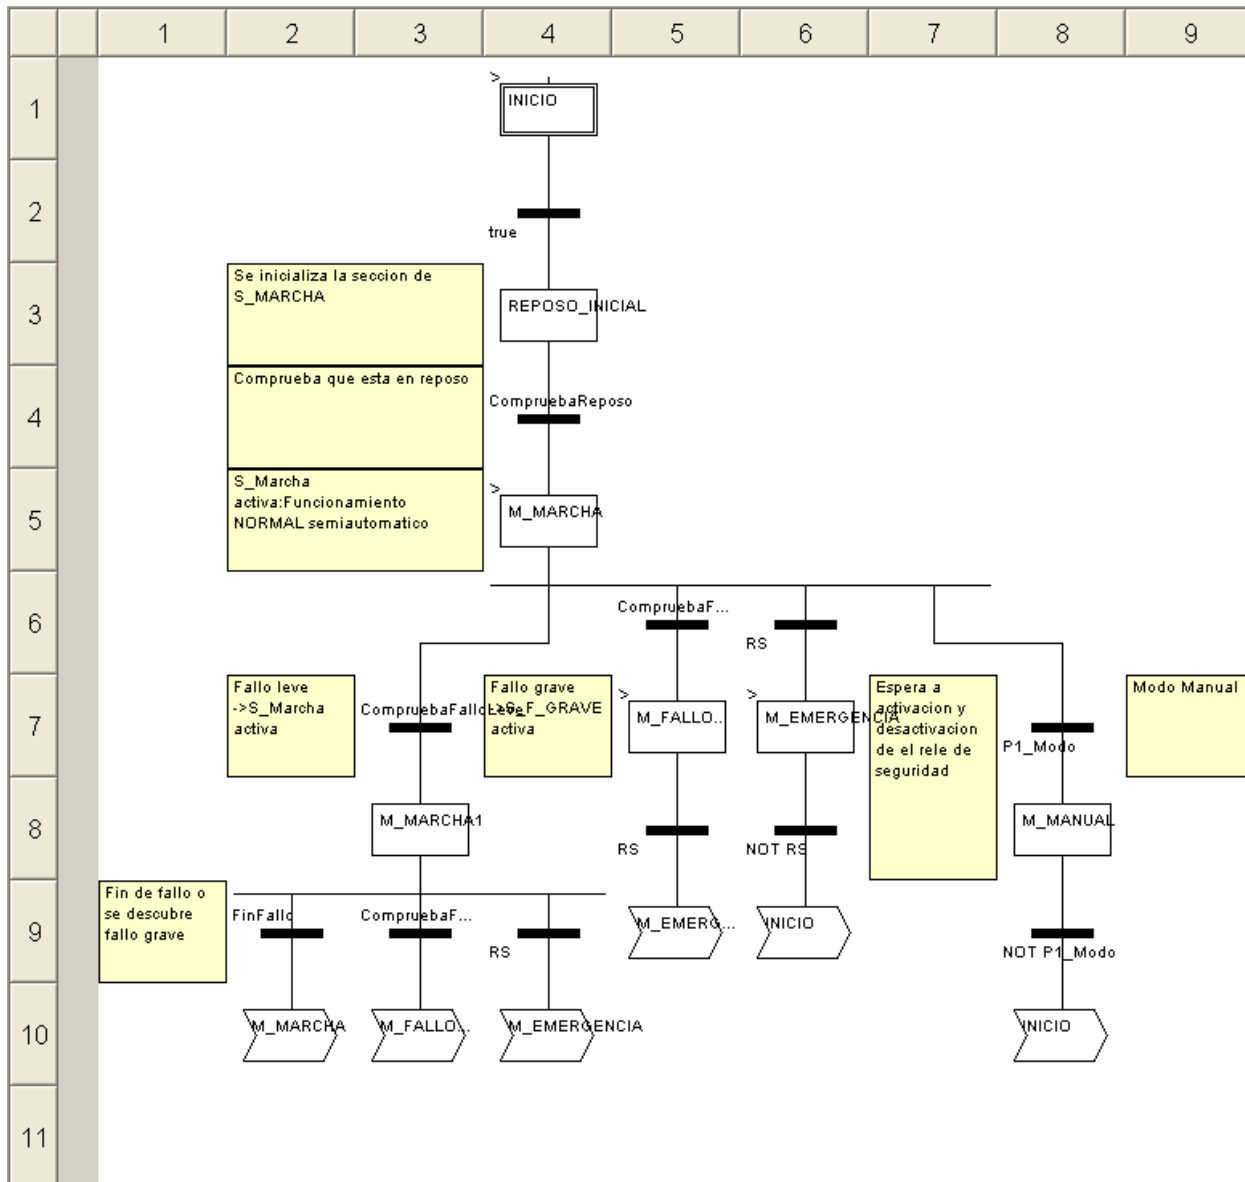 1 2 3 4 5 6 7 8 9
1
>
INICIO
2
true
3
Se inicializa la seccion de
S_MARCHA
REPOSO_INICIAL
4
Comprueba que esta en reposo
CompruebaReposo
5
S_Marcha
activa:Funcionamiento
NORMAL semiautomatico
>
M_MARCHA
6
CompruebaF...
RS
7
Fallo leve
->S_Marcha
activa
CompruebaFalloLeve
Fallo grave
->S_F_GRAVE
activa
>
M_FALLO...
>
M_EMERGENCIA
Espera a
activacion y
desactivacion
de el rele de
seguridad
P1_Modo
Modo Manual
8
M_MARCHA1
RS
NOT RS
M_MANUAL
9
Fin de fallo o
se descubre
fallo grave
FinFallo
CompruebaF...
RS
M_EMERG...
INICIO
NOT P1_Modo
10
M_MARCHA
M_FALLO...
M_EMERGENCIA
INICIO
11